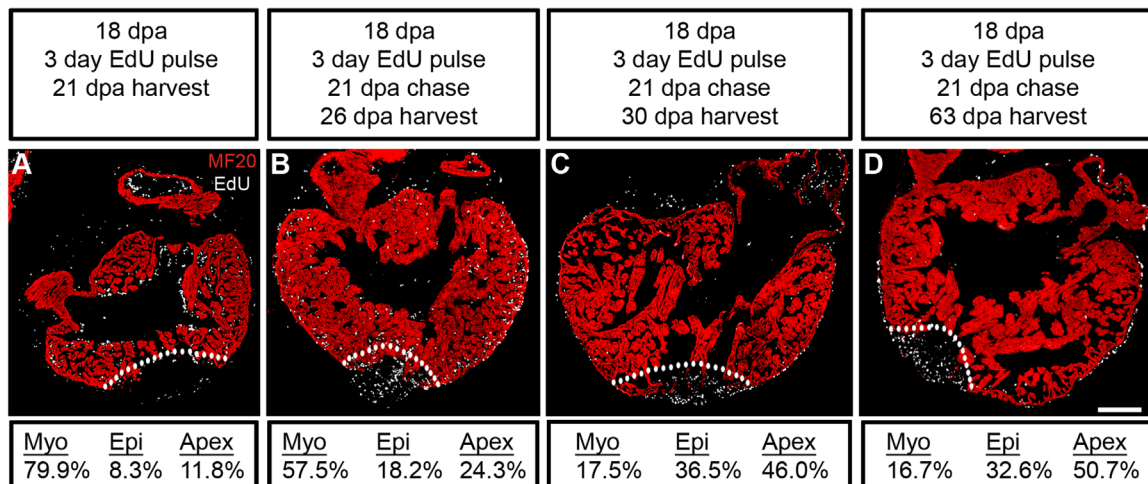 18 dpa
3 day EdU pulse
21 dpa harvest
18 dpa
3 day EdU pulse
21 dpa chase
26 dpa harvest
18 dpa
3 day EdU pulse
21 dpa chase
30 dpa harvest
18 dpa
3 day EdU pulse
21 dpa chase
63 dpa harvest
A
MF20
EdU
B
C
D
Myo Epi Apex
79.9% 8.3% 11.8%
Myo Epi Apex
57.5% 18.2% 24.3%
Myo Epi Apex
17.5% 36.5% 46.0%
Myo Epi Apex
16.7% 32.6% 50.7%